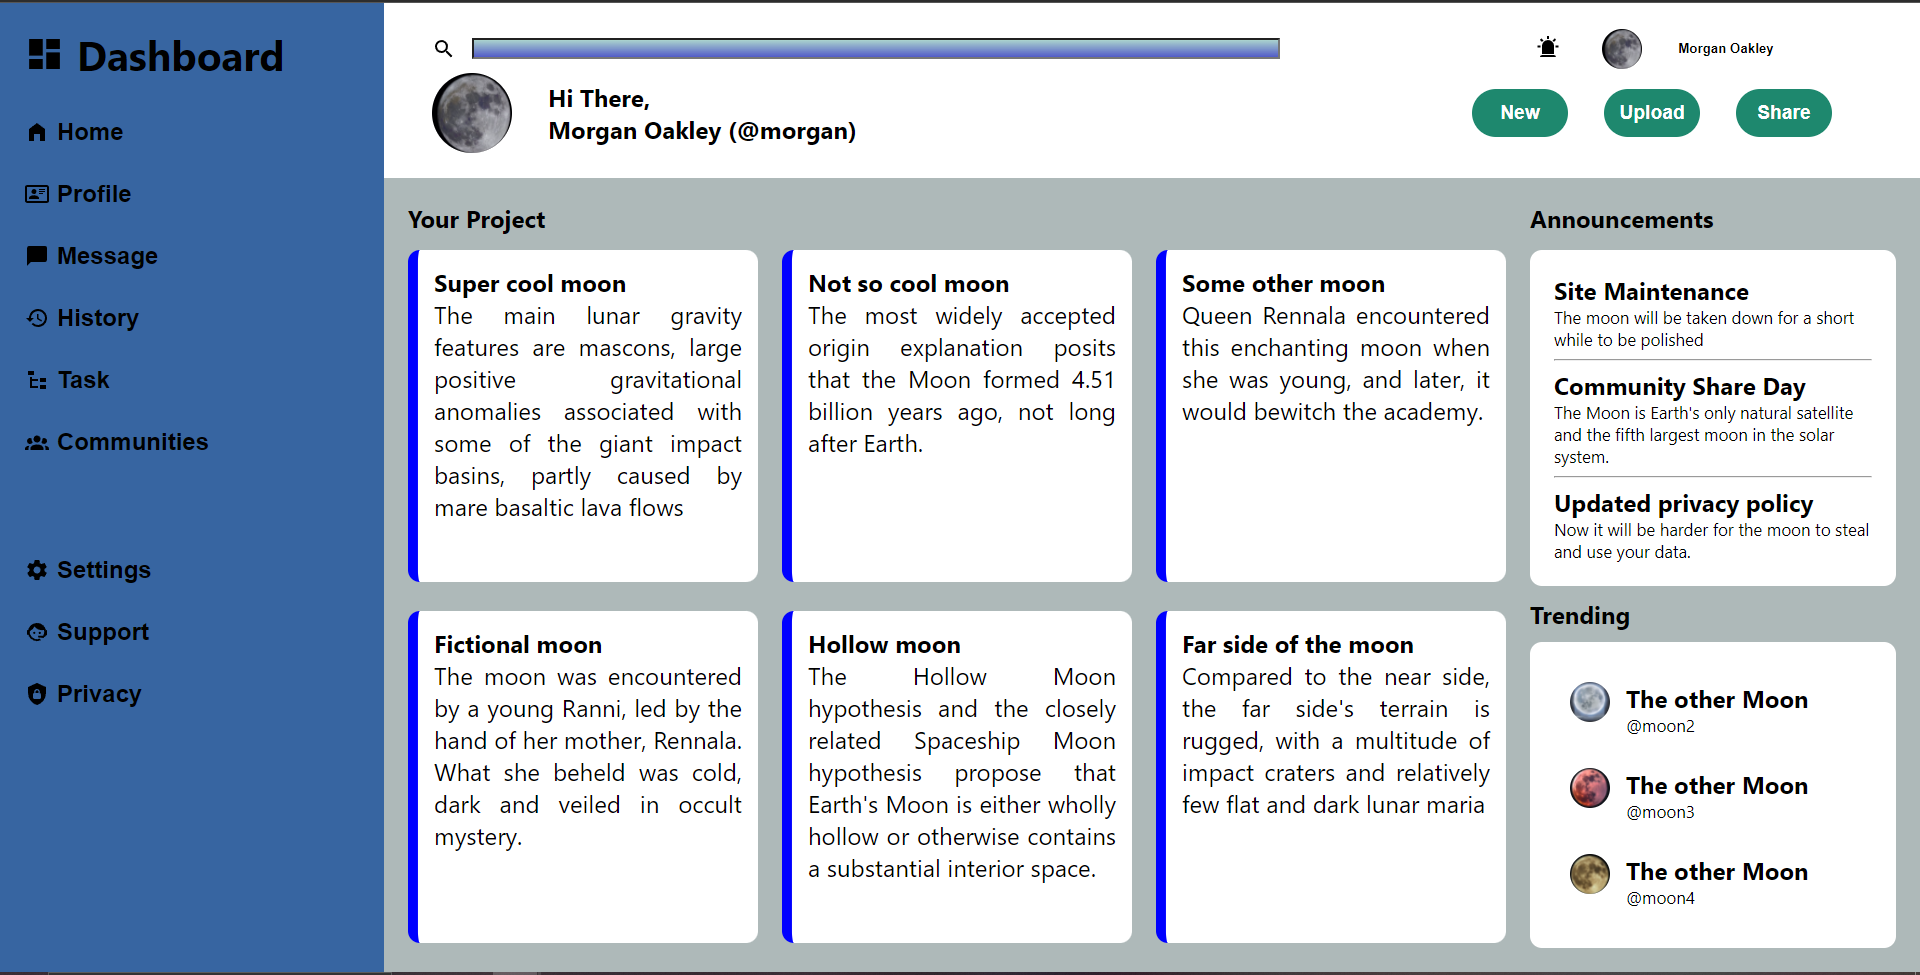 Dashboard
Home
Profile
Message
History
Task
Communities
Settings
Support
Privacy
Morgan Oakley
Hi There,
Morgan Oakley (@morgan)
New
Upload
Share
Your Project
Super cool moon
The main lunar gravity
features are mascons, large
positive gravitational
anomalies associated with
some of the giant impact
basins, partly caused by
mare basaltic lava flows
Not so cool moon
The most widely accepted
origin explanation posits
that the Moon formed 4.51
billion years ago, not long
after Earth.
Some other moon
Queen Rennala encountered
this enchanting moon when
she was young, and later, it
would bewitch the academy.
Fictional moon
The moon was encountered
by a young Ranni, led by the
hand of her mother, Rennala.
What she beheld was cold,
dark and veiled in occult
mystery.
Hollow moon
The Hollow Moon
hypothesis and the closely
related Spaceship Moon
hypothesis propose that
Earth's Moon is either wholly
hollow or otherwise contains
a substantial interior space.
Far side of the moon
Compared to the near side,
the far side's terrain is
rugged, with a multitude of
impact craters and relatively
few flat and dark lunar maria
Announcements
Site Maintenance
The moon will be taken down for a short
while to be polished
Community Share Day
The Moon is Earth's only natural satellite
and the fifth largest moon in the solar
system.
Updated privacy policy
Now it will be harder for the moon to steal
and use your data.
Trending
The other Moon
@moon2
The other Moon
@moon3
The other Moon
@moon4